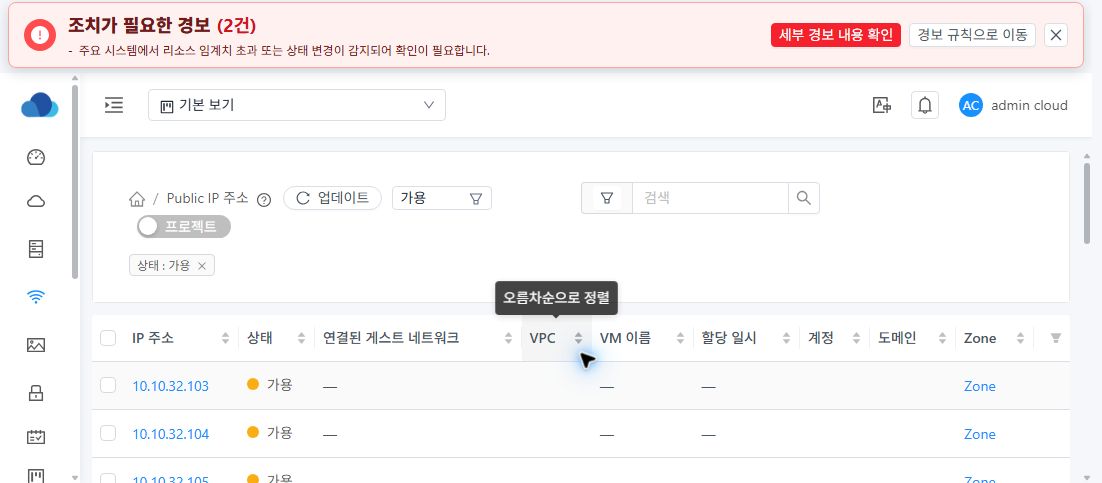 조치가 필요한 경보 (2건)
- 주요 시스템에서 리소스 임계치 초과 또는 상태 변경이 감지되어 확인이 필요합니다.
세부 경보 내용 확인
경보 규칙으로 이동
기본 보기
AC admin cloud
/ Public IP 주소
업데이트
가용
검색
프로젝트
상태 : 가용
오름차순으로 정렬
IP 주소 상태 연결된 게스트 네트워크 VPC VM 이름 할당 일시 계정 도메인 Zone
10.10.32.103 가용 — — — Zone
10.10.32.104 가용 — — — Zone
10.10.32.105 가용